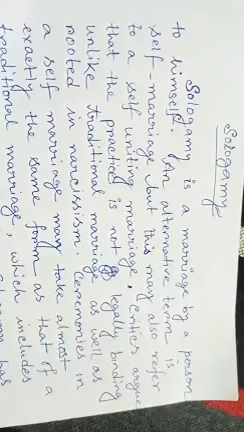 Sologamy
Sologamy is a marriage by a person
to himself. An alternative term is
self-marriage but this may also refer
to a self uniting marriage, critics argue
that the practice is not legally binding
unlike traditional marriage as well as
rooted in narcissism. Ceremonies in
a self marriage may take almost
exactly the same form as that of a
traditional marriage, which includes
has